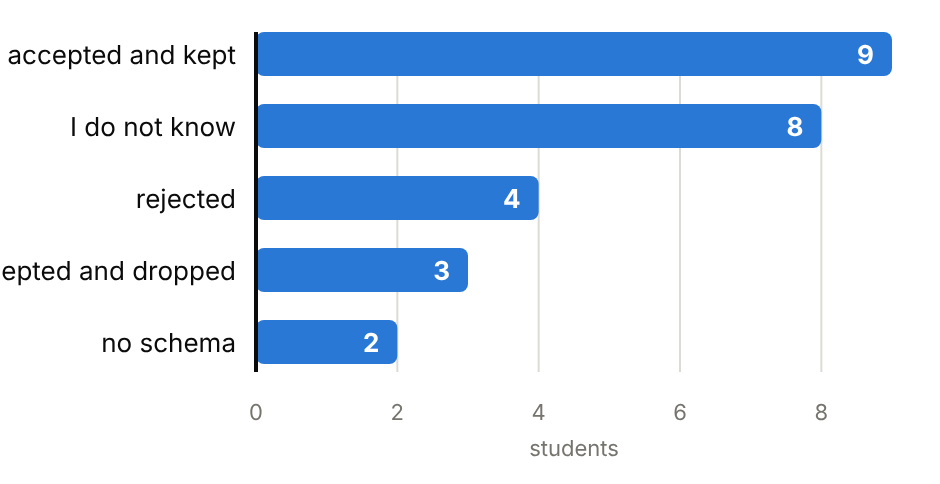 accepted and kept 9
I do not know 8
rejected 4
epted and dropped 3
no schema 2
0 2 4 6 8
students